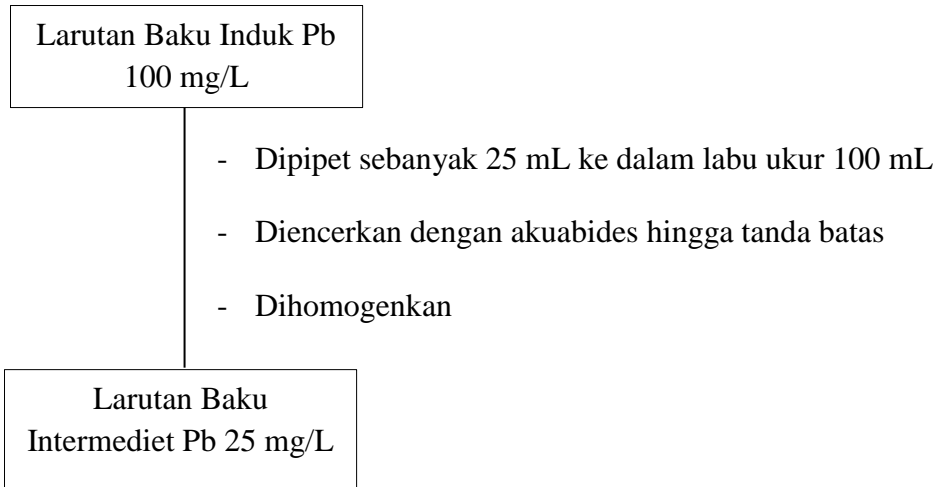 Larutan Baku Induk Pb
100 mg/L
- Dipipet sebanyak 25 mL ke dalam labu ukur 100 mL
- Diencerkan dengan akuabides hingga tanda batas
- Dihomogenkan
Larutan Baku
Intermediet Pb 25 mg/L